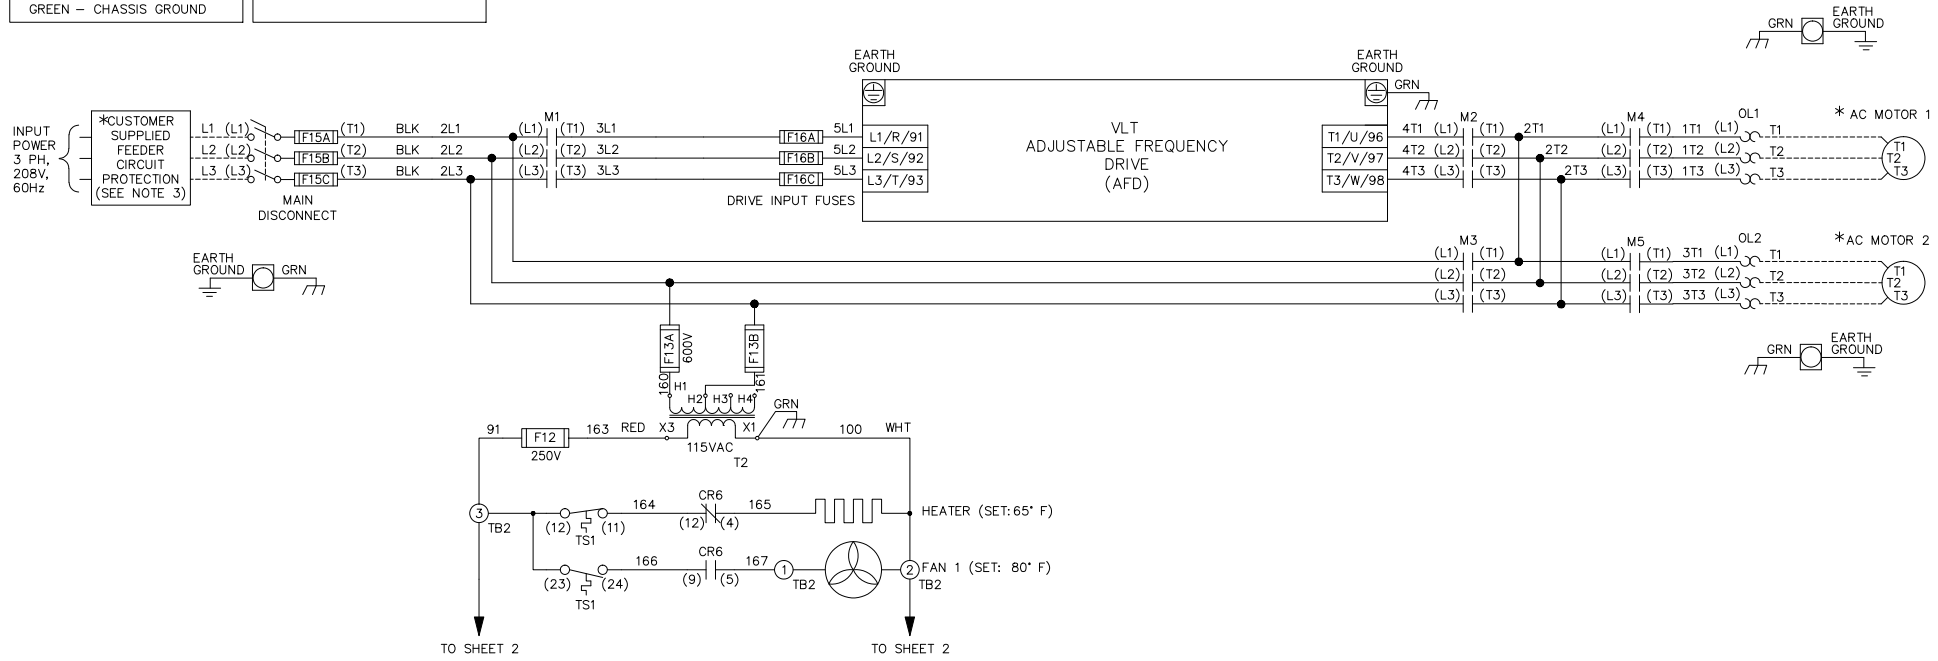 GREEN – CHASSIS GROUND
EARTH
GROUND
GRN
EARTH
GROUND
EARTH
GROUND
GRN
INPUT
POWER
3 PH,
208V,
60Hz
*CUSTOMER
SUPPLIED
FEEDER
CIRCUIT
PROTECTION
(SEE NOTE 3)
L1 (L1) F15A (T1) BLK 2L1 (L1) M1 (T1) 3L1 F16A 5L1 L1/R/91
L2 (L2) F15B (T2) BLK 2L2 (L2) (T2) 3L2 F16B 5L2 L2/S/92
L3 (L3) F15C (T3) BLK 2L3 (L3) (T3) 3L3 F16C 5L3 L3/T/93
MAIN
DISCONNECT
DRIVE INPUT FUSES
VLT
ADJUSTABLE FREQUENCY
DRIVE
(AFD)
T1/U/96 4T1 (L1) M2 (T1) 2T1 (L1) M4 (T1) 1T1 (L1) OL1 T1
T2/V/97 4T2 (L2) (T2) 2T2 (L2) (T2) 1T2 (L2) T2
T3/W/98 4T3 (L3) (T3) 2T3 (L3) (T3) 1T3 (L3) T3
* AC MOTOR 1
T1
T2
T3
EARTH
GROUND
GRN
(L1) M3 (T1) (L1) M5 (T1) 3T1 (L1) OL2 T1
(L2) (T2) (L2) (T2) 3T2 (L2) T2
(L3) (T3) (L3) (T3) 3T3 (L3) T3
*AC MOTOR 2
T1
T2
T3
GRN
EARTH
GROUND
F13A
600V
F13B
160
161
H1
H2
H3
H4
GRN
91
F12
250V
163
RED
X3
X1
115VAC
T2
100
WHT
3
TB2
(12)
TS1
(11)
164
CR6
(12)
(4)
165
HEATER (SET: 65° F)
(23)
TS1
(24)
166
CR6
(9)
(5)
167
1
TB2
2
TB2
FAN 1 (SET: 80° F)
TO SHEET 2
TO SHEET 2